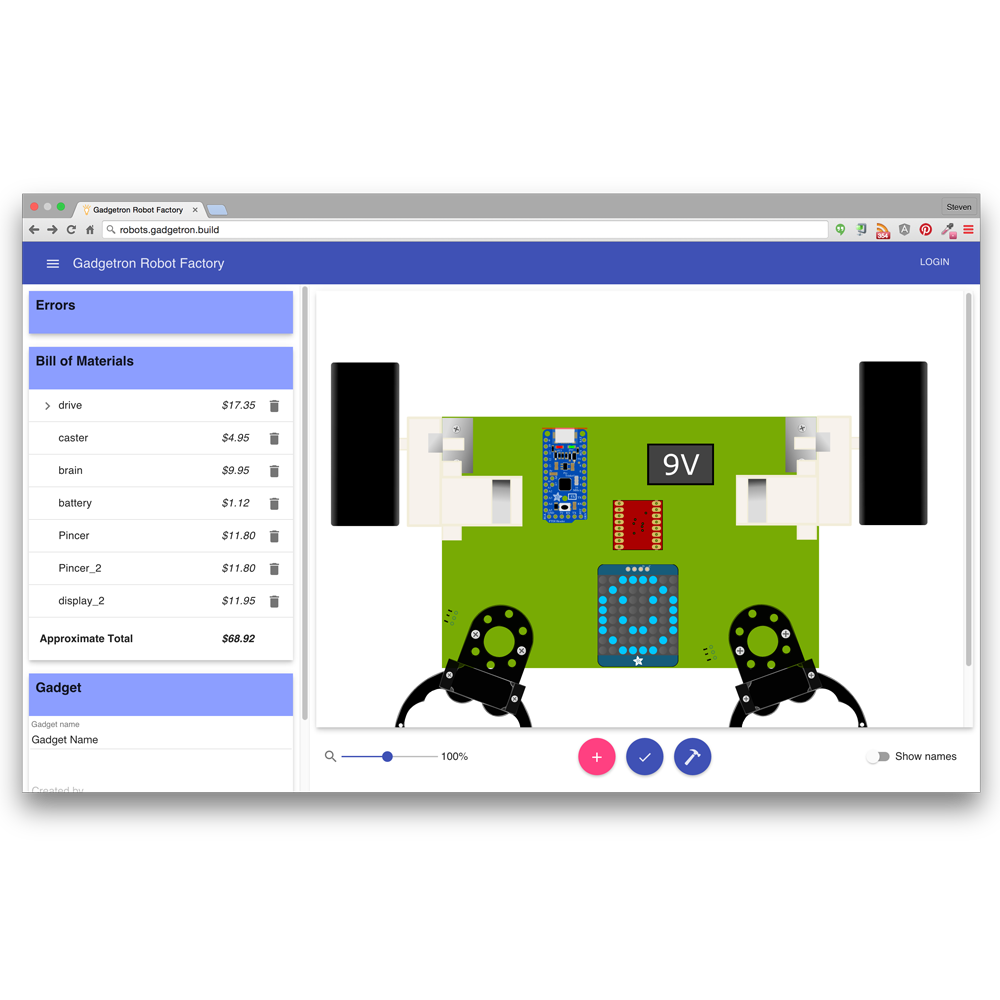 Gadgetron Robot Factory
Steven
robots.gadgetron.build
384
Gadgetron Robot Factory
LOGIN
Errors
Bill of Materials
drive $17.35
caster $4.95
brain $9.95
battery $1.12
Pincer $11.80
Pincer_2 $11.80
display_2 $11.95
Approximate Total $68.92
Gadget
Gadget name
Gadget Name
Created by
9V
100%
Show names